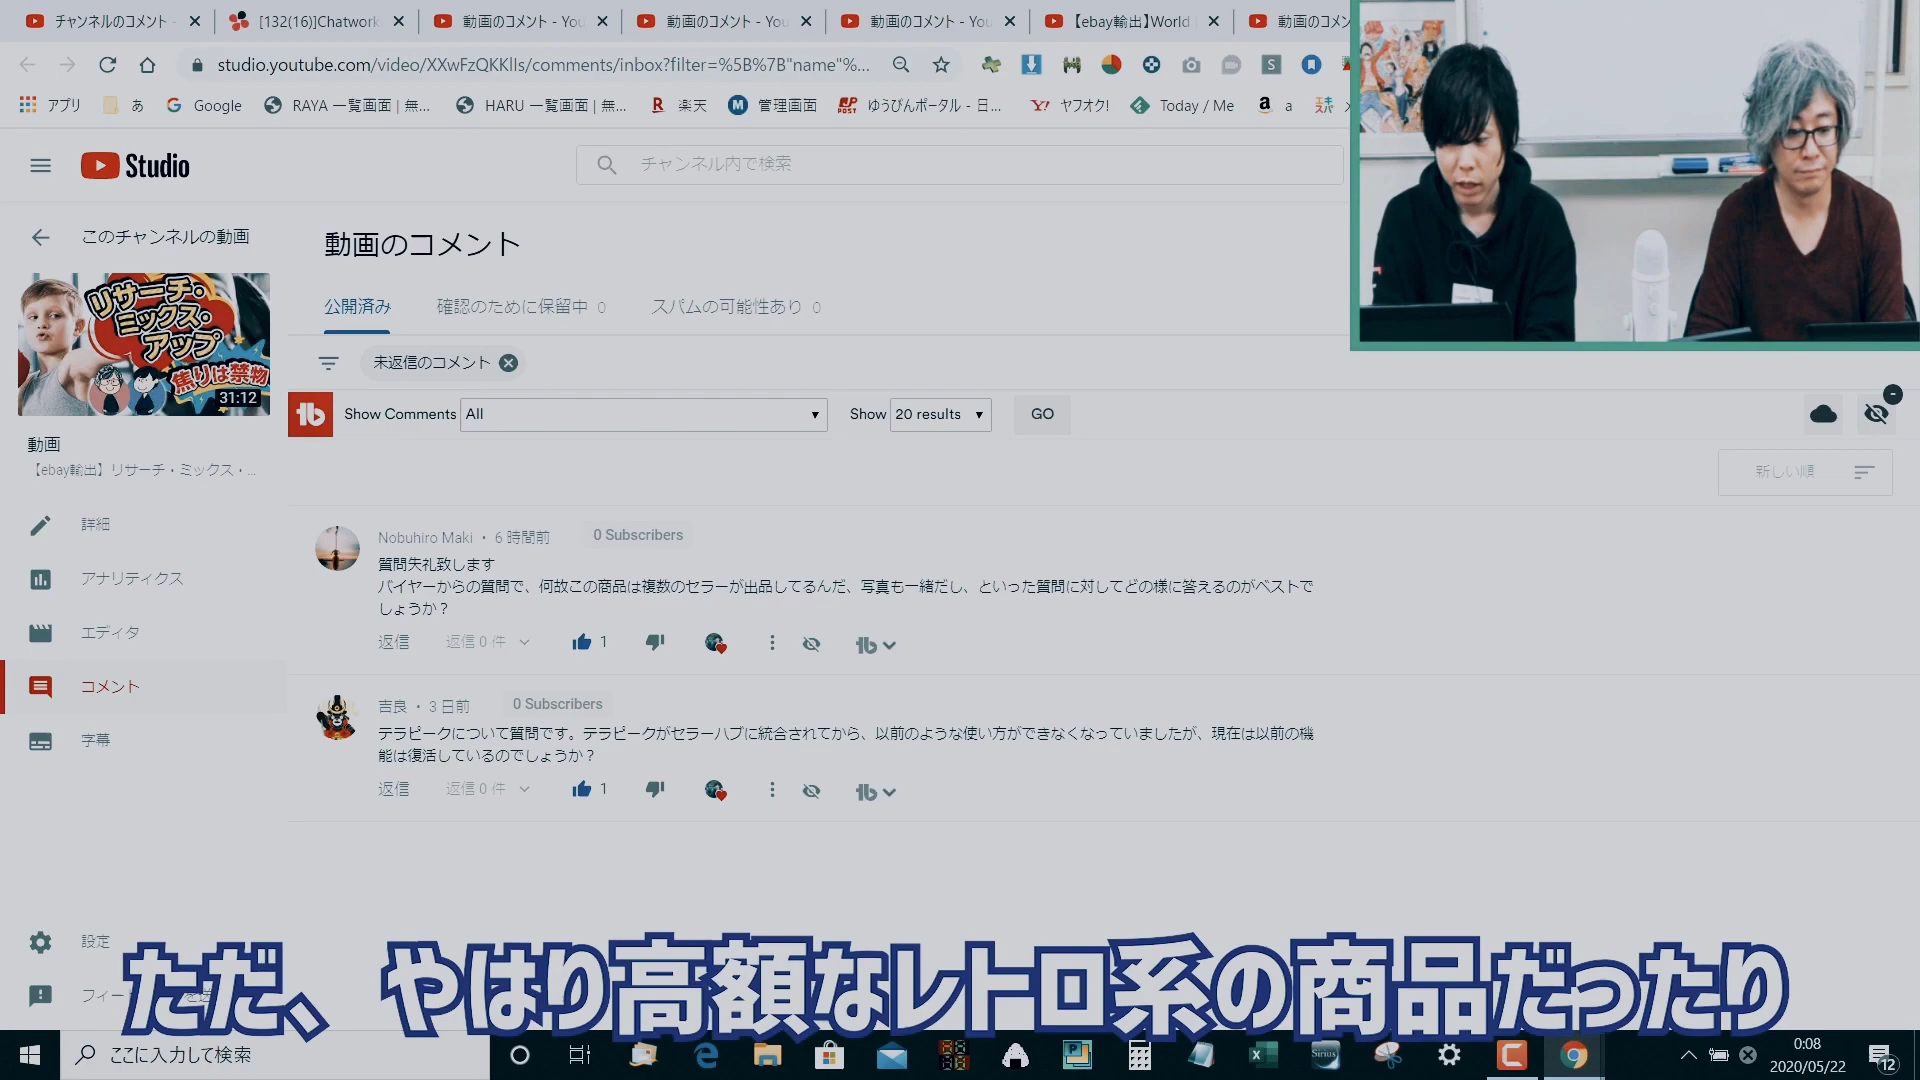 チャンネルのコメント -
[132(16)]Chatwork
動画のコメント - You
動画のコメント - You
動画のコメント - You
【ebay輸出】World
動画のコメン
studio.youtube.com/video/XXwFzQKKlIs/comments/inbox?filter=%5B%7B"name"%...
アプリ
あ
Google
RAYA 一覧画面 | 無...
HARU 一覧画面 | 無...
楽天
管理画面
ゆうびんポータル - 日...
ヤフオク!
Today / Me
a
Studio
チャンネル内で検索
このチャンネルの動画
動画のコメント
公開済み
確認のために保留中 0
スパムの可能性あり 0
リサーチ・
ミックス・
アップ
焦りは禁物
31:12
未返信のコメント
Show Comments All
Show 20 results
GO
動画
【ebay輸出】リサーチ・ミックス・...
新しい順
詳細
アナリティクス
エディタ
コメント
字幕
設定
Nobuhiro Maki ・ 6 時間前
0 Subscribers
質問失礼致します
バイヤーからの質問で、何故この商品は複数のセラーが出品してるんだ、写真も一緒だし、といった質問に対してどの様に答えるのがベストで
しょうか？
返信
返信 0 件
1
吉良 ・ 3 日前
0 Subscribers
テラピークについて質問です。テラピークがセラーハブに統合されてから、以前のような使い方ができなくなっていましたが、現在は以前の機
能は復活しているのでしょうか？
返信
返信 0 件
1
ただ、やはり高額なレトロ系の商品だったり
ここに入力して検索
0:08
2020/05/22
12